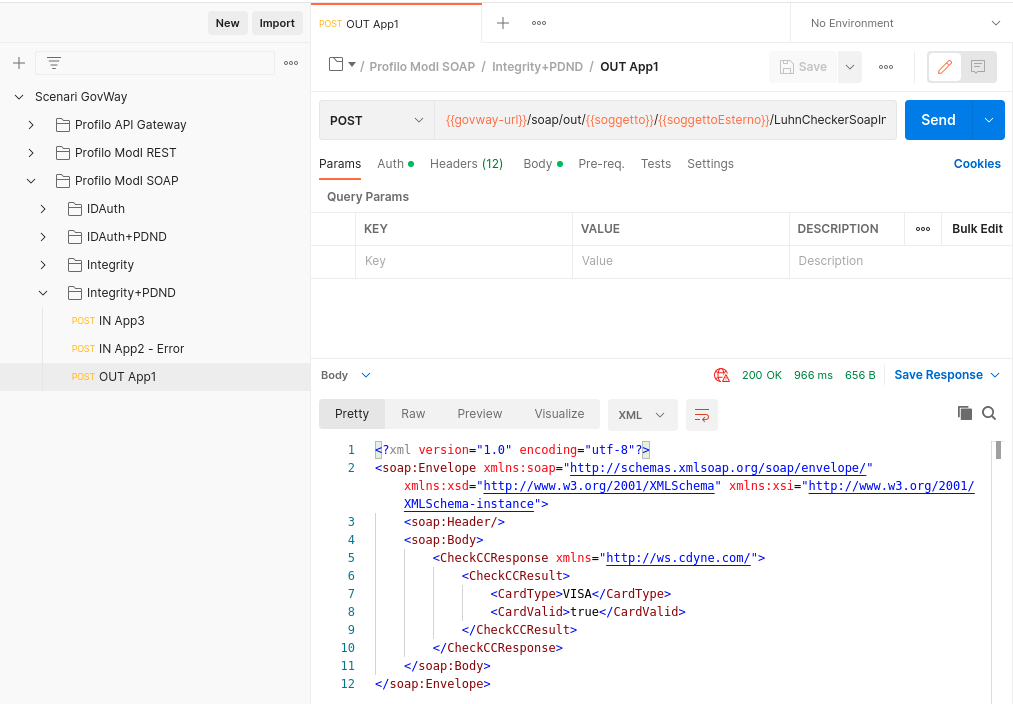 New Import
Scenari GovWay
Profilo API Gateway
Profilo ModI REST
Profilo ModI SOAP
IDAuth
IDAuth+PDND
Integrity
Integrity+PDND
POST IN App3
POST IN App2 - Error
POST OUT App1
POST OUT App1
No Environment
/ Profilo ModI SOAP / Integrity+PDND / OUT App1
Save
POST {{govway-url}}/soap/out/{{soggetto}}/{{soggettoEsterno}}/LuhnCheckerSoapIn Send
Params Auth Headers (12) Body Pre-req. Tests Settings Cookies
Query Params
KEY VALUE DESCRIPTION Bulk Edit
Key Value Description
Body 200 OK 966 ms 656 B Save Response
Pretty Raw Preview Visualize XML
1 <?xml version="1.0" encoding="utf-8"?>
2 <soap:Envelope xmlns:soap="http://schemas.xmlsoap.org/soap/envelope/"
xmlns:xsd="http://www.w3.org/2001/XMLSchema" xmlns:xsi="http://www.w3.org/2001/
XMLSchema-instance">
3 <soap:Header/>
4 <soap:Body>
5 <CheckCCResponse xmlns="http://ws.cdyne.com/">
6 <CheckCCResult>
7 <CardType>VISA</CardType>
8 <CardValid>true</CardValid>
9 </CheckCCResult>
10 </CheckCCResponse>
11 </soap:Body>
12 </soap:Envelope>